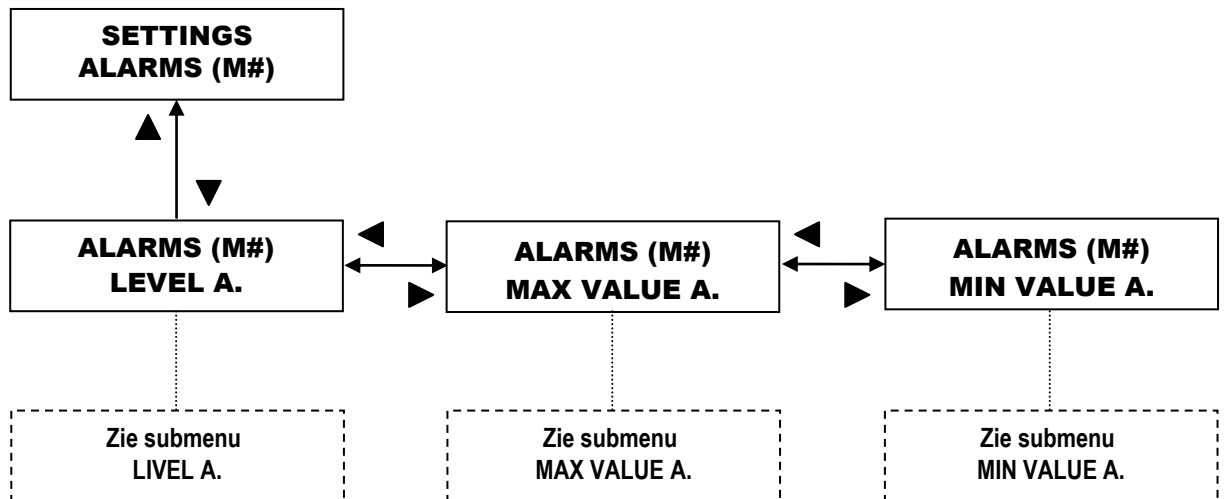 SETTINGS
ALARMS (M#)
ALARMS (M#)
LEVEL A.
ALARMS (M#)
MAX VALUE A.
ALARMS (M#)
MIN VALUE A.
Zie submenu
LIVEL A.
Zie submenu
MAX VALUE A.
Zie submenu
MIN VALUE A.